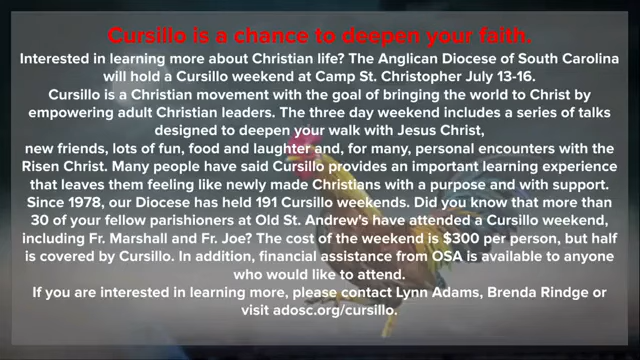 Cursillo is a chance to deepen your faith.
Interested in learning more about Christian life? The Anglican Diocese of South Carolina
will hold a Cursillo weekend at Camp St. Christopher July 13-16.
Cursillo is a Christian movement with the goal of bringing the world to Christ by
empowering adult Christian leaders. The three day weekend includes a series of talks
designed to deepen your walk with Jesus Christ,
new friends, lots of fun, food and laughter and, for many, personal encounters with the
Risen Christ. Many people have said Cursillo provides an important learning experience
that leaves them feeling like newly made Christians with a purpose and with support.
Since 1978, our Diocese has held 191 Cursillo weekends. Did you know that more than
30 of your fellow parishioners at Old St. Andrew's have attended a Cursillo weekend,
including Fr. Marshall and Fr. Joe? The cost of the weekend is $300 per person, but half
is covered by Cursillo. In addition, financial assistance from OSA is available to anyone
who would like to attend.
If you are interested in learning more, please contact Lynn Adams, Brenda Rindge or
visit adosc.org/cursillo.